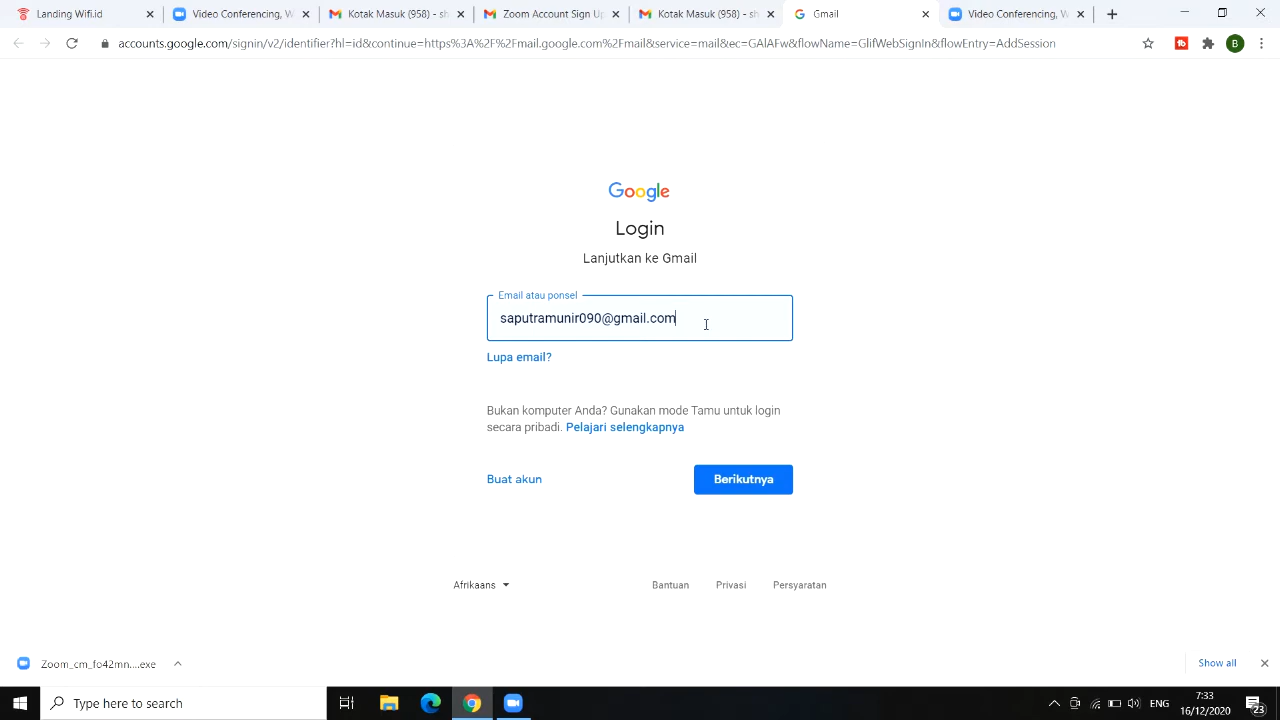 Landing Wifi.id
Video Conferencing, W
Kotak Masuk (958) - sh
Zoom Account Sign Up
Kotak Masuk (950) - sh
Gmail
Video Conferencing, W
accounts.google.com/signin/v2/identifier?hl=id&continue=https%3A%2F%2Fmail.google.com%2Fmail&service=mail&ec=GAlAFw&flowName=GlifWebSignIn&flowEntry=AddSession
B
Google
Login
Lanjutkan ke Gmail
Email atau ponsel
saputramunir090@gmail.com
Lupa email?
Bukan komputer Anda? Gunakan mode Tamu untuk login
secara pribadi. Pelajari selengkapnya
Buat akun
Berikutnya
Afrikaans
Bantuan
Privasi
Persyaratan
Zoom_cm_fo42mn....exe
Show all
Type here to search
ENG
7:33
16/12/2020
23